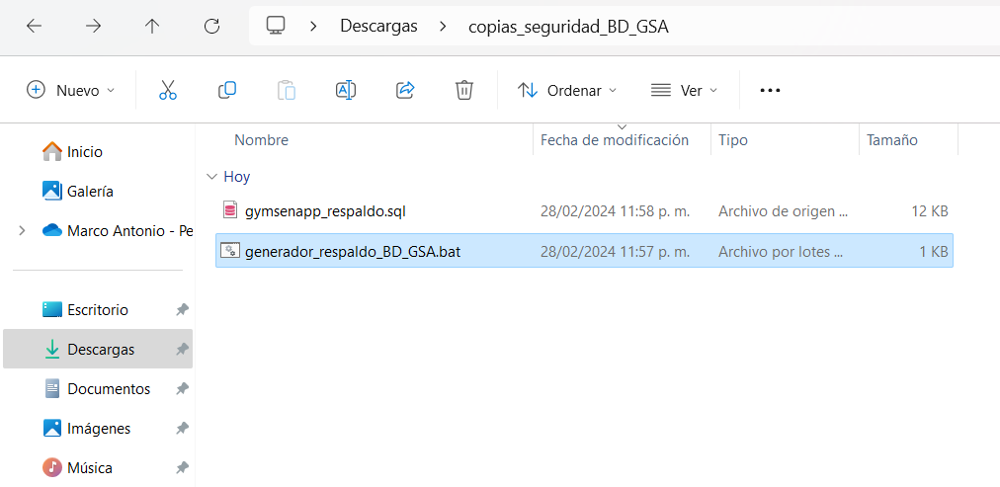 Descargas copias_seguridad_BD_GSA
Nuevo Ordenar Ver
Nombre Fecha de modificación Tipo Tamaño
Inicio
Galería
Marco Antonio - Pe
Escritorio
Descargas
Documentos
Imágenes
Música
Hoy
gymsenapp_respaldo.sql 28/02/2024 11:58 p. m. Archivo de origen ... 12 KB
generador_respaldo_BD_GSA.bat 28/02/2024 11:57 p. m. Archivo por lotes ... 1 KB